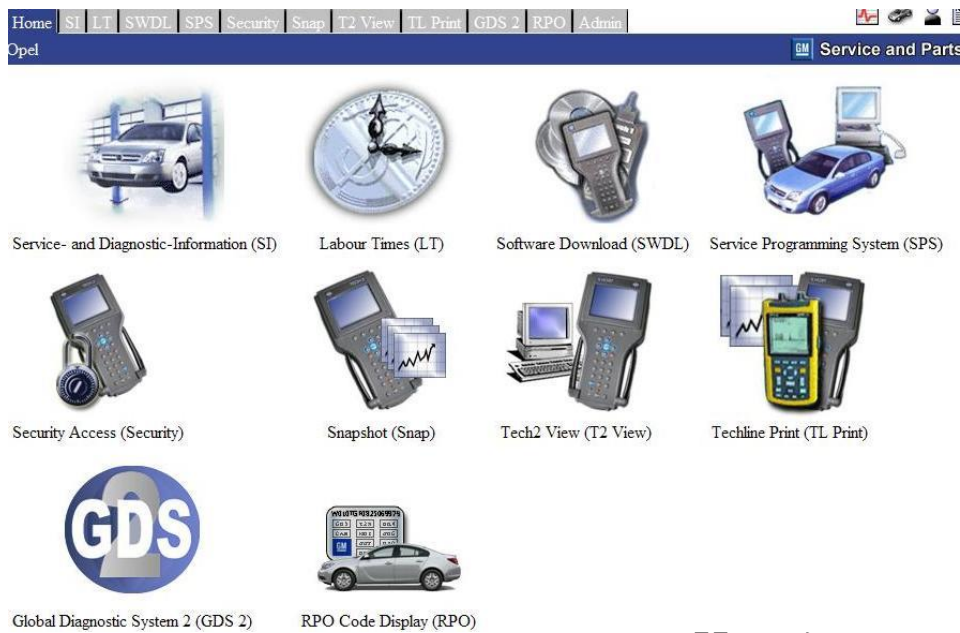 Home SI LT SWDL SPS Security Snap T2 View TL Print GDS 2 RPO Admin
Opel GM Service and Parts
Service- and Diagnostic-Information (SI) Labour Times (LT) Software Download (SWDL) Service Programming System (SPS)
Security Access (Security) Snapshot (Snap) Tech2 View (T2 View) Techline Print (TL Print)
GDS 2
GM
Global Diagnostic System 2 (GDS 2) RPO Code Display (RPO)